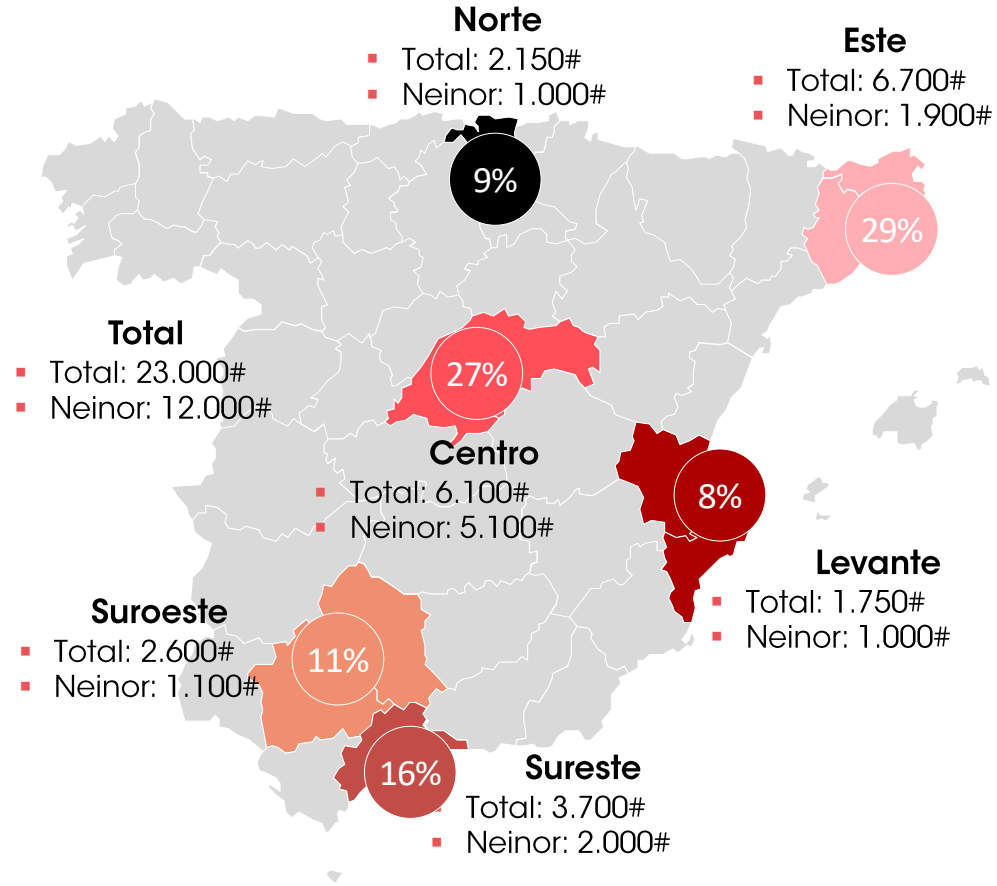 Norte
Total: 2.150#
Neinor: 1.000#
Este
Total: 6.700#
Neinor: 1.900#
9%
29%
Total
Total: 23.000#
Neinor: 12.000#
27%
Centro
Total: 6.100#
Neinor: 5.100#
8%
Levante
Total: 1.750#
Neinor: 1.000#
Suroeste
Total: 2.600#
Neinor: 1.100#
11%
16%
Sureste
Total: 3.700#
Neinor: 2.000#